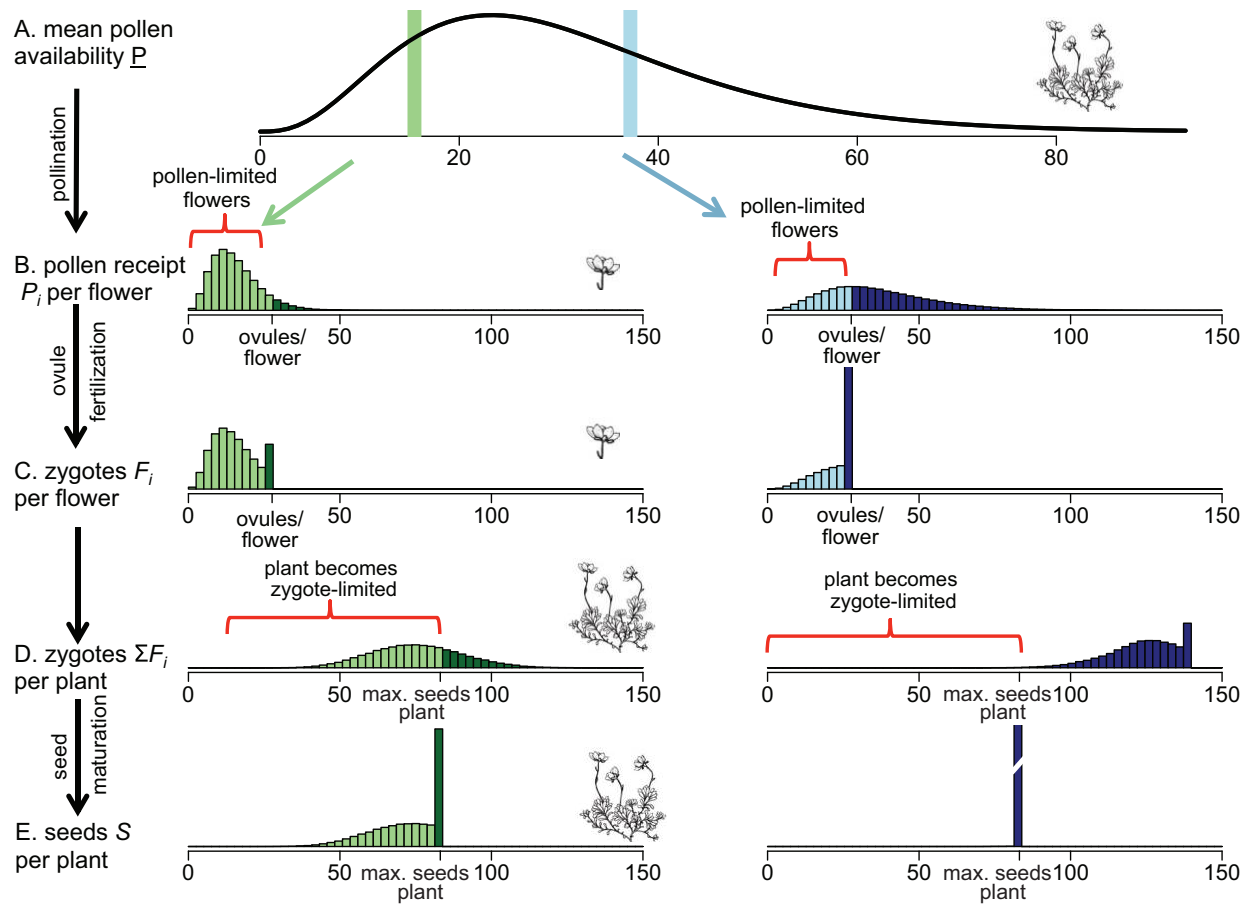 A. mean pollen
availability P
0 20 40 60 80
pollination
pollen-limited
flowers
pollen-limited
flowers
B. pollen receipt
Pi per flower
0 50 100 150
ovules/
flower
0 50 100 150
ovules/
flower
ovule
fertilization
C. zygotes Fi
per flower
0 50 100 150
ovules/
flower
0 50 100 150
ovules/
flower
plant becomes
zygote-limited
plant becomes
zygote-limited
D. zygotes ΣFi
per plant
0 50 100 150
max. seeds
plant
0 50 100 150
max. seeds
plant
seed
maturation
E. seeds S
per plant
0 50 100 150
max. seeds
plant
0 50 100 150
max. seeds
plant